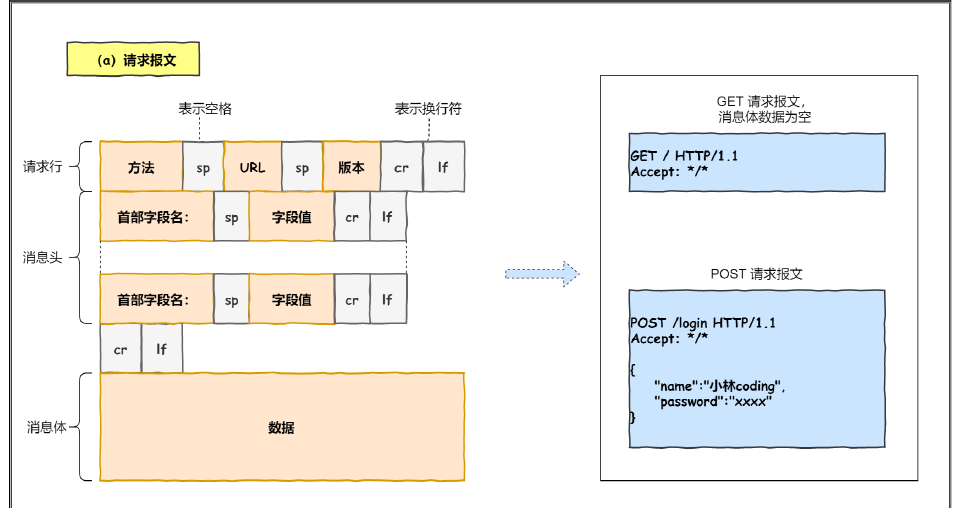 (a) 请求报文
表示空格
表示换行符
请求行
方法 sp URL sp 版本 cr lf
消息头
首部字段名: sp 字段值 cr lf
首部字段名: sp 字段值 cr lf
cr lf
消息体
数据
GET 请求报文,
消息体数据为空
GET / HTTP/1.1
Accept: */*
POST 请求报文
POST /login HTTP/1.1
Accept: */*
{
"name":"小林coding",
"password":"xxxx"
}